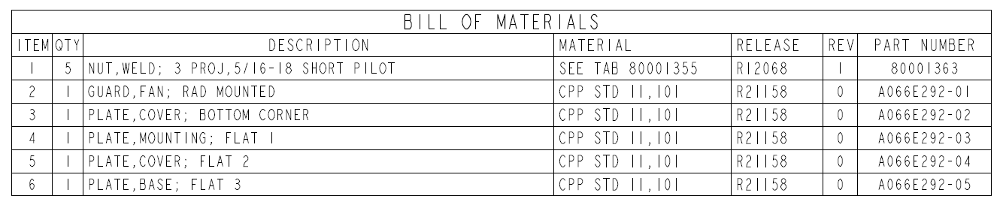 BILL OF MATERIALS
ITEM QTY DESCRIPTION MATERIAL RELEASE REV PART NUMBER
1 5 NUT,WELD; 3 PROJ,5/16-18 SHORT PILOT SEE TAB 80001355 R12068 1 80001363
2 1 GUARD,FAN; RAD MOUNTED CPP STD 11,101 R21158 0 A066E292-01
3 1 PLATE,COVER; BOTTOM CORNER CPP STD 11,101 R21158 0 A066E292-02
4 1 PLATE,MOUNTING; FLAT 1 CPP STD 11,101 R21158 0 A066E292-03
5 1 PLATE,COVER; FLAT 2 CPP STD 11,101 R21158 0 A066E292-04
6 1 PLATE,BASE; FLAT 3 CPP STD 11,101 R21158 0 A066E292-05